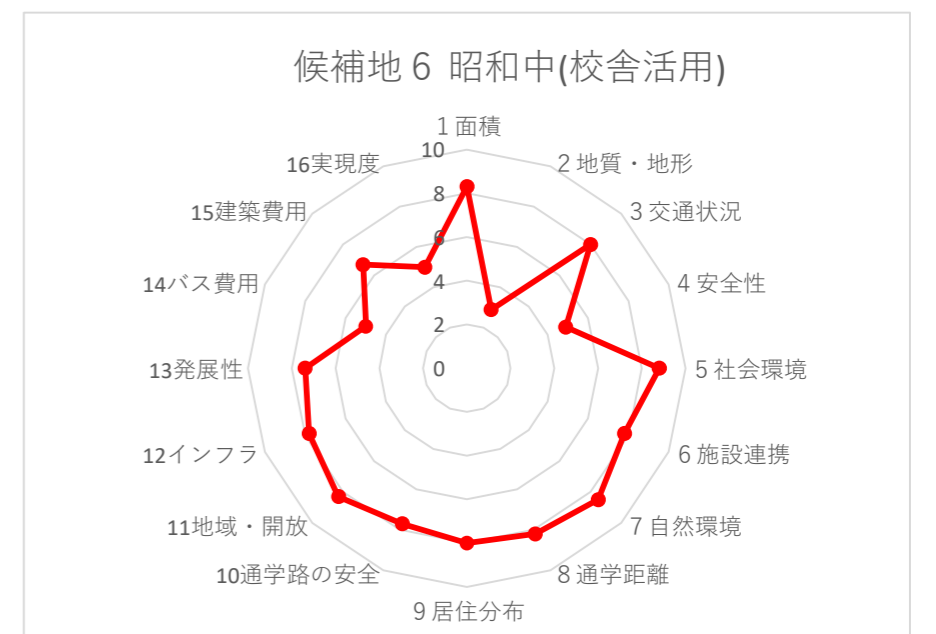 候補地６ 昭和中(校舎活用)
１面積
２地質・地形
３交通状況
４安全性
５社会環境
６施設連携
７自然環境
８通学距離
９居住分布
10通学路の安全
11地域・開放
12インフラ
13発展性
14バス費用
15建築費用
16実現度
10
8
6
4
2
0